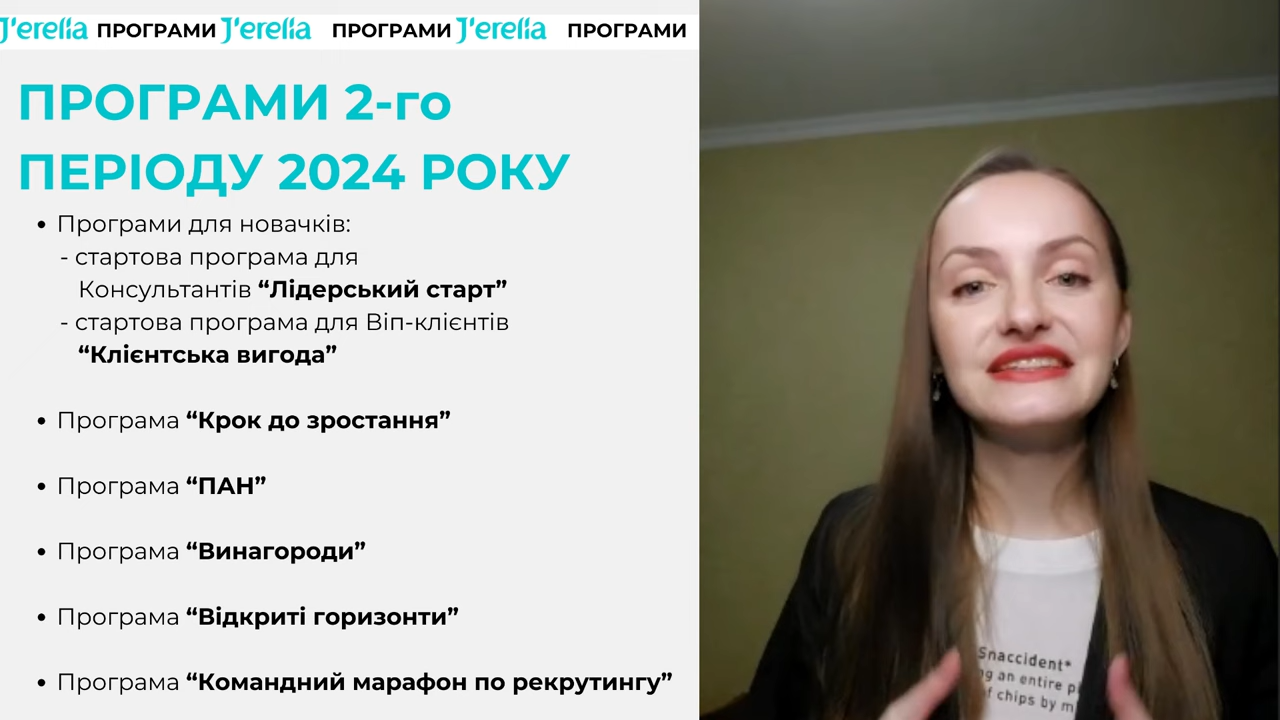 J'erelia ПРОГРАМИ J'erelia ПРОГРАМИ J'erelia ПРОГРАМИ
ПРОГРАМИ 2-го
ПЕРІОДУ 2024 РОКУ
• Програми для новачків:
- стартова програма для
Консультантів “Лідерський старт”
- стартова програма для Віп-клієнтів
“Клієнтська вигода”
• Програма “Крок до зростання”
• Програма “ПАН”
• Програма “Винагороди”
• Програма “Відкриті горизонти”
• Програма “Командний марафон по рекрутингу”
Snaccident*
an entire
chips by